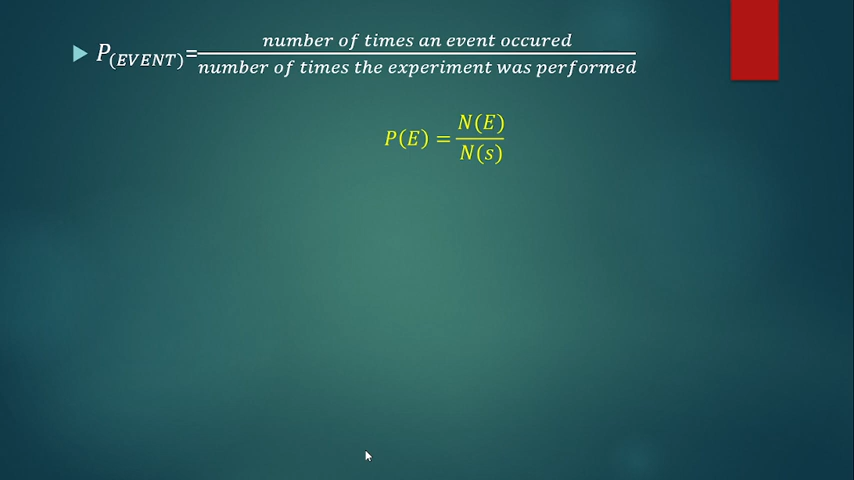 P(EVENT)=number of times an event occured/number of times the experiment was performed
P(E) = N(E)/N(s)